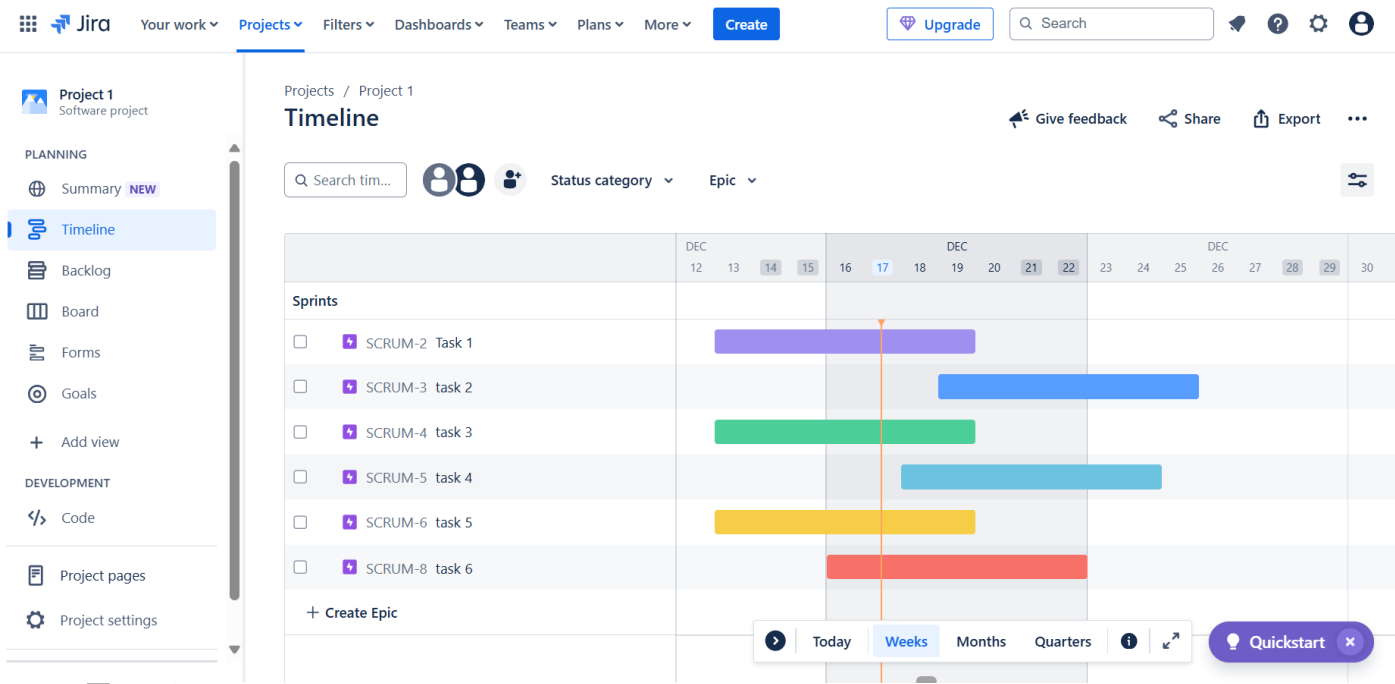 Jira Your work Projects Filters Dashboards Teams Plans More Create Upgrade Search
Project 1
Software project
PLANNING
Summary NEW
Timeline
Backlog
Board
Forms
Goals
Add view
DEVELOPMENT
Code
Project pages
Project settings
Projects / Project 1
Timeline
Give feedback Share Export
Search tim... Status category Epic
DEC DEC DEC
12 13 14 15 16 17 18 19 20 21 22 23 24 25 26 27 28 29 30
Sprints
SCRUM-2 Task 1
SCRUM-3 task 2
SCRUM-4 task 3
SCRUM-5 task 4
SCRUM-6 task 5
SCRUM-8 task 6
+ Create Epic
Today Weeks Months Quarters
Quickstart